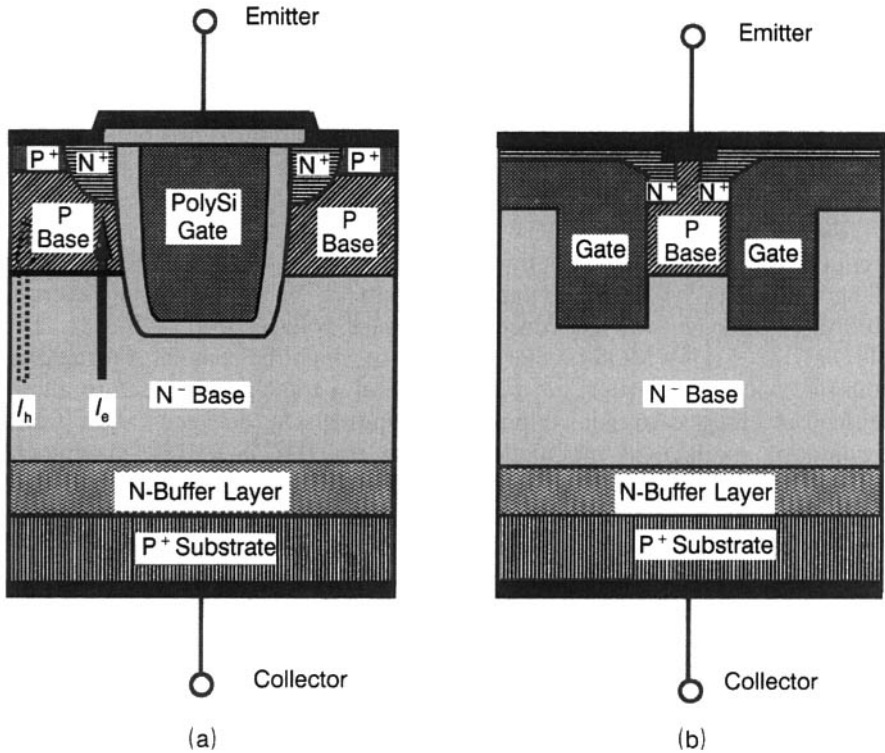 Emitter
P⁺ N⁺ N⁺ P⁺
PolySi
Gate
P
Base
P
Base
N⁻ Base
Iₕ Iₑ
N-Buffer Layer
P⁺ Substrate
Collector
(a)
Emitter
N⁺ N⁺
Gate
P
Base
Gate
N⁻ Base
N-Buffer Layer
P⁺ Substrate
Collector
(b)